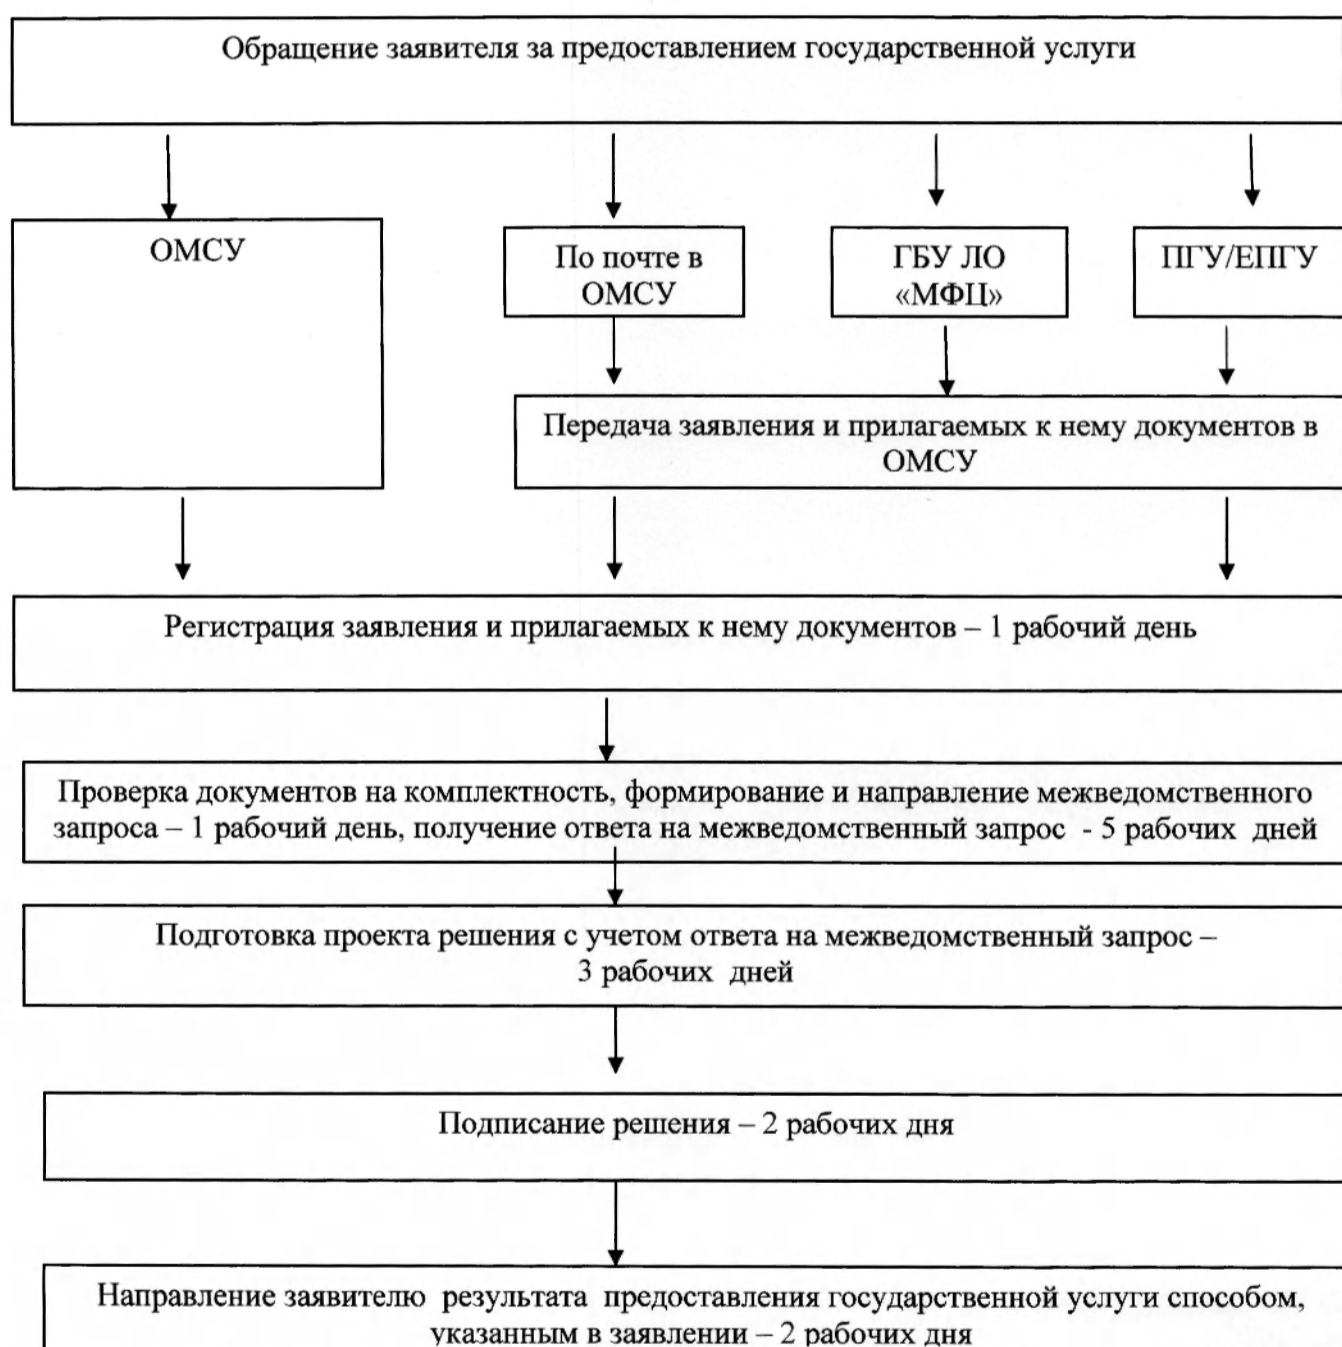 Обращение заявителя за предоставлением государственной услуги
ОМСУ
По почте в
ОМСУ
ГБУ ЛО
«МФЦ»
ПГУ/ЕПГУ
Передача заявления и прилагаемых к нему документов в
ОМСУ
Регистрация заявления и прилагаемых к нему документов – 1 рабочий день
Проверка документов на комплектность, формирование и направление межведомственного
запроса – 1 рабочий день, получение ответа на межведомственный запрос - 5 рабочих дней
Подготовка проекта решения с учетом ответа на межведомственный запрос –
3 рабочих дней
Подписание решения – 2 рабочих дня
Направление заявителю результата предоставления государственной услуги способом,
указанным в заявлении – 2 рабочих дня